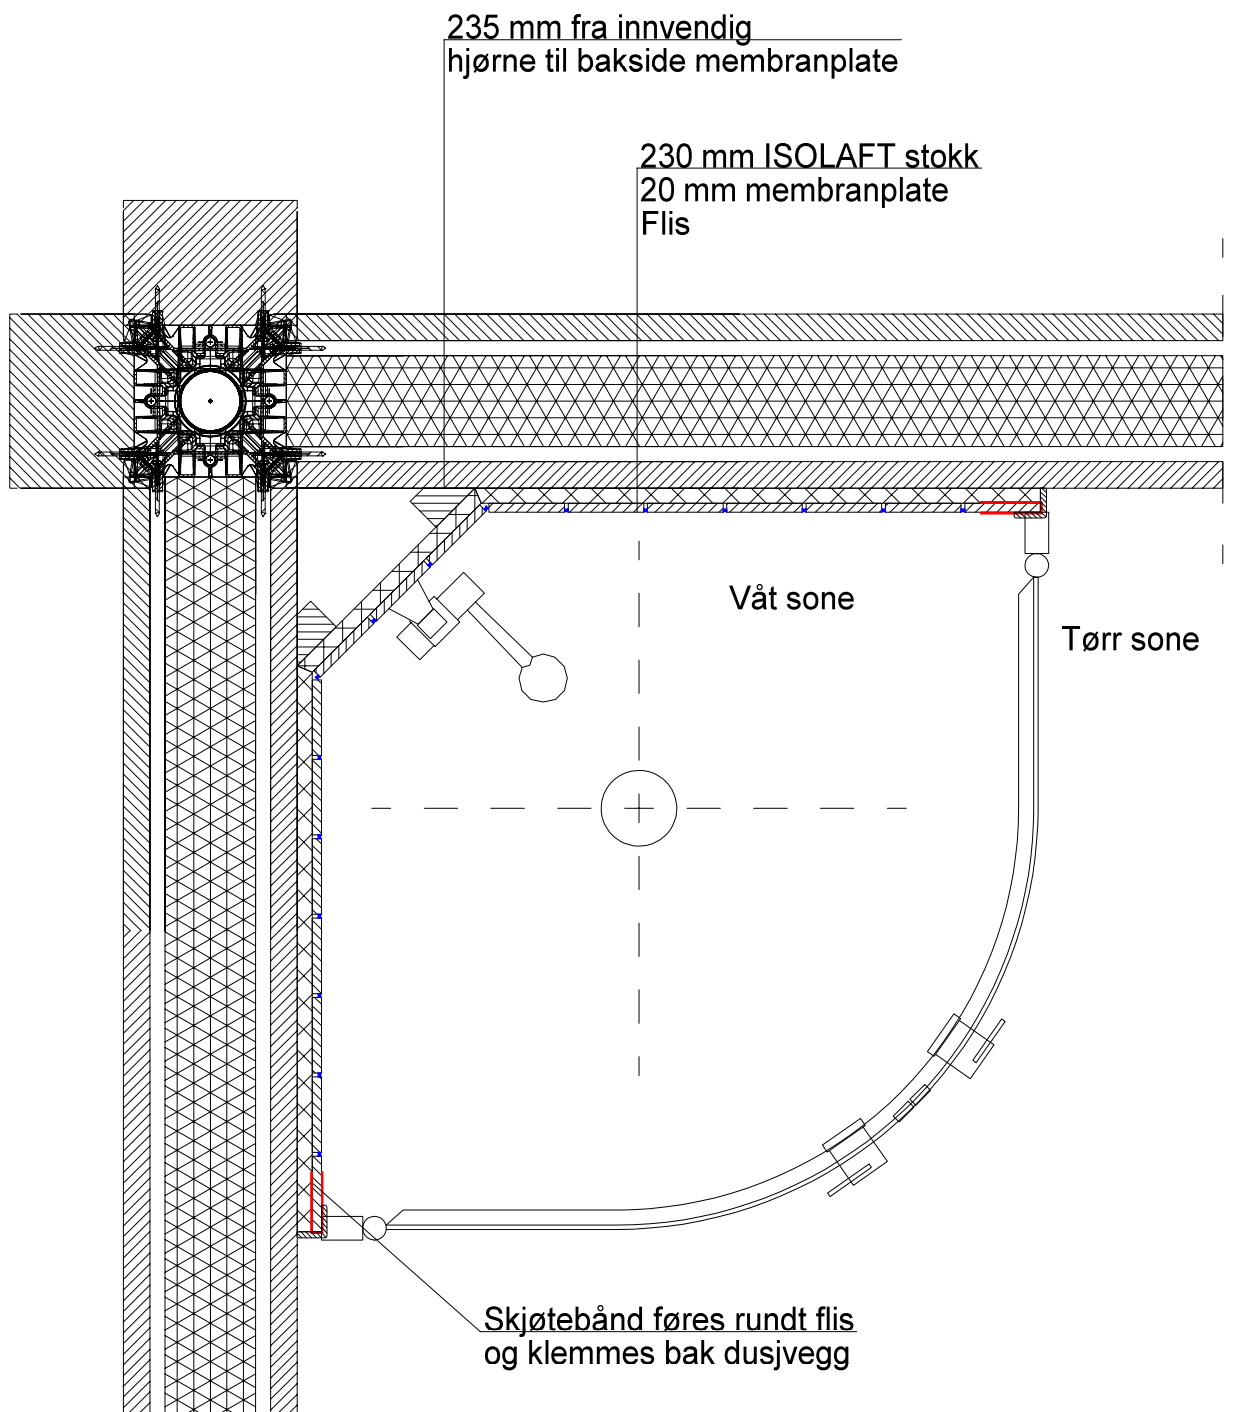 235 mm fra innvendig
hjørne til bakside membranplate
230 mm ISOLAFT stokk
20 mm membranplate
Flis
Våt sone
Tørr sone
Skjøtebånd føres rundt flis
og klemmes bak dusjvegg